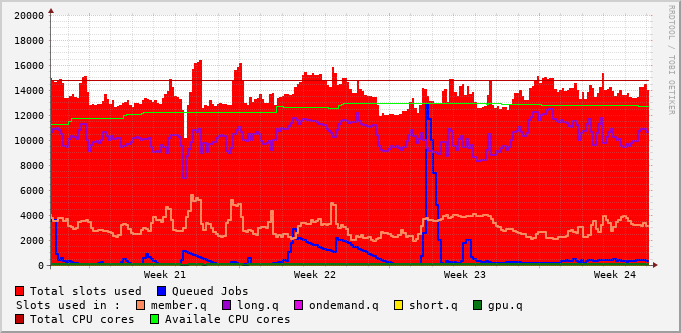 RRDTOOL / TOBI OETIKER
20000
18000
16000
14000
12000
10000
8000
6000
4000
2000
0
Week 21 Week 22 Week 23 Week 24
Total slots used Queued Jobs
Slots used in : member.q long.q ondemand.q short.q gpu.q
Total CPU cores Availale CPU cores